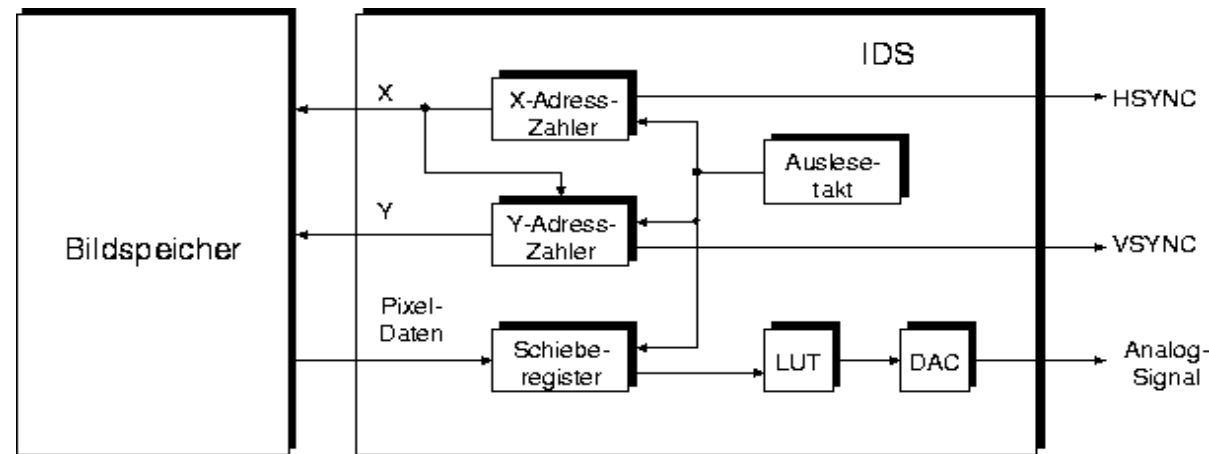 IDS
X
X-Adress-
Zahler
HSYNC
Auslese-
takt
Y
Y-Adress-
Zahler
VSYNC
Bildspeicher
Pixel-
Daten
Schiebe-
register
LUT
DAC
Analog-
Signal